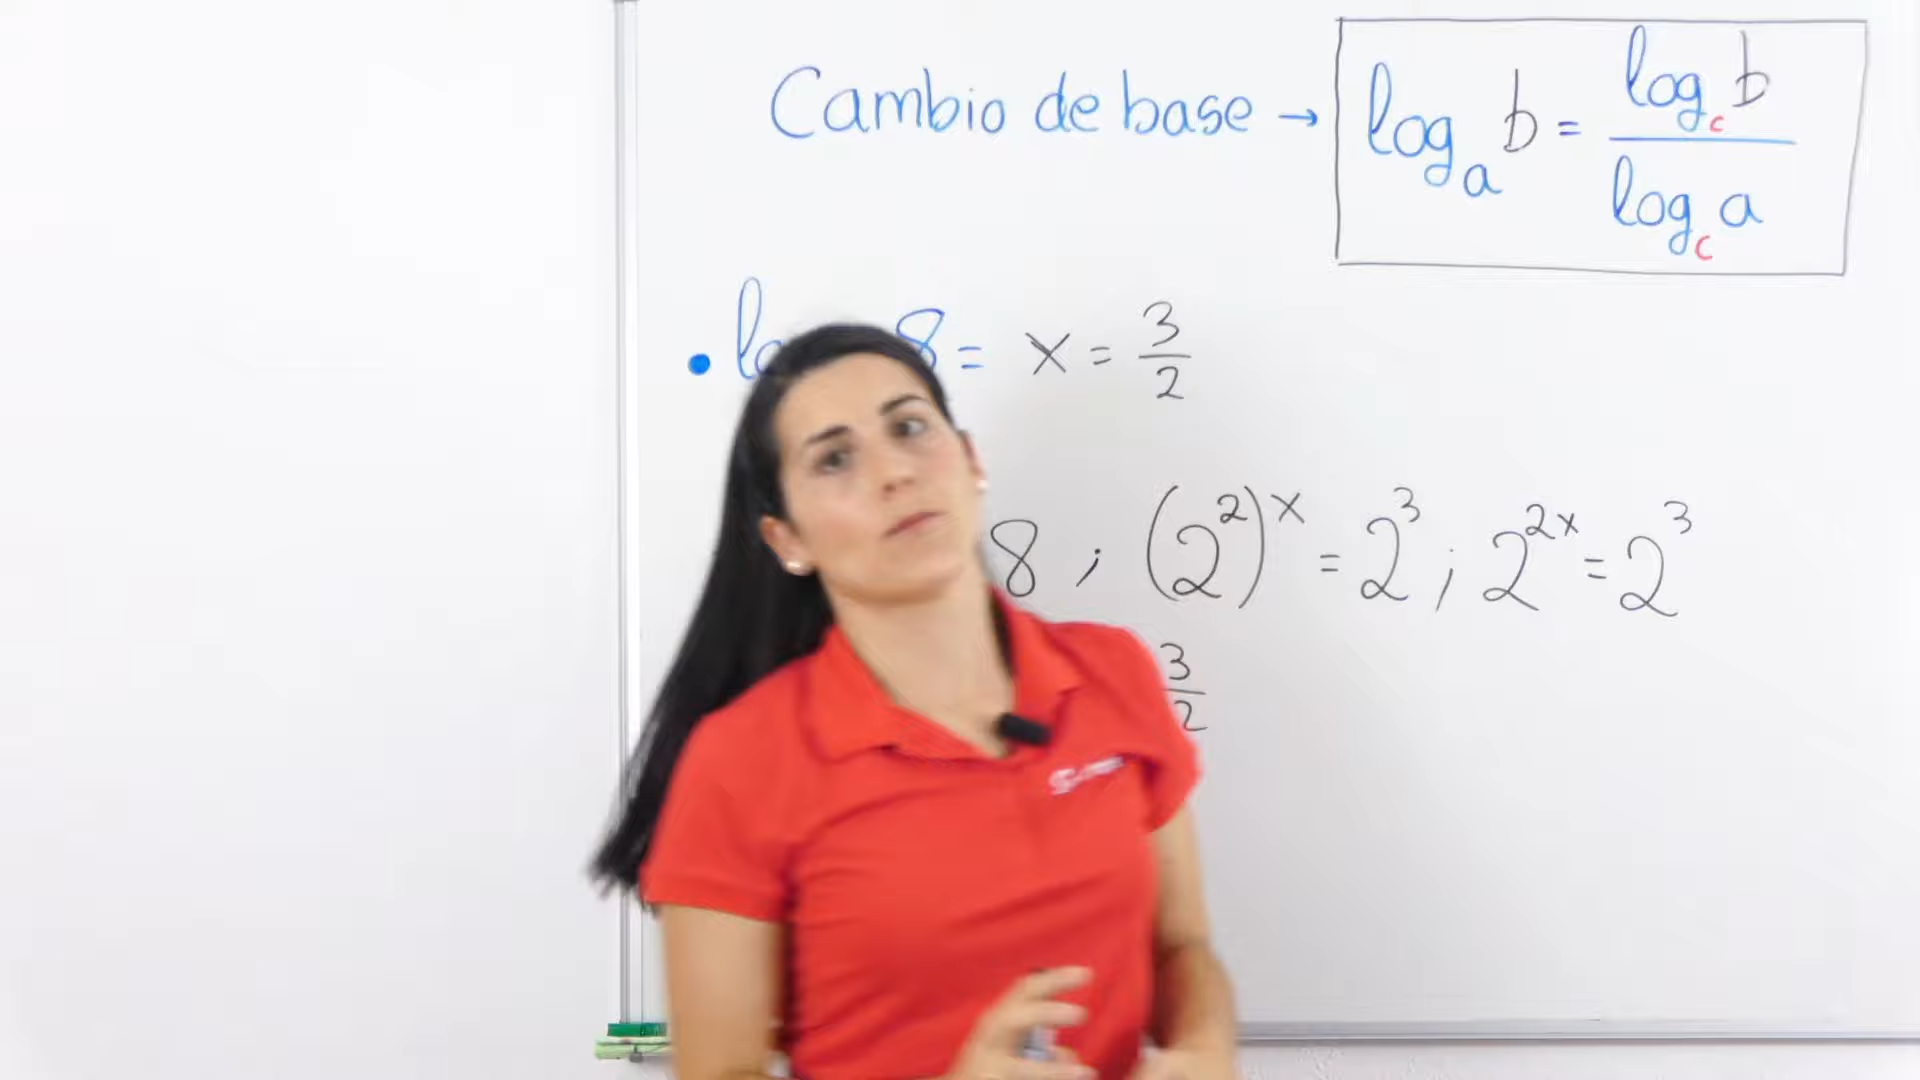 Cambio de base → log_a b = log_c b / log_c a
8 = x = 3/2
8 ; (2^2)^x = 2^3 ; 2^{2x} = 2^3
3/2